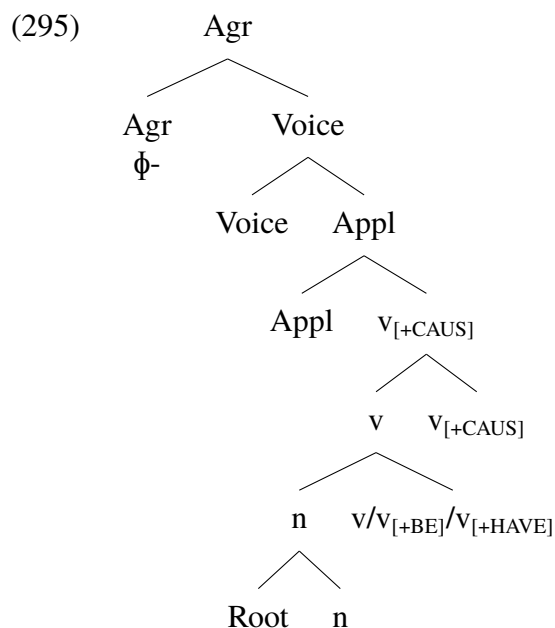 (295) Agr
Agr Voice
ϕ-
Voice Appl
Appl v[+CAUS]
v v[+CAUS]
n v/v[+BE]/v[+HAVE]
Root n